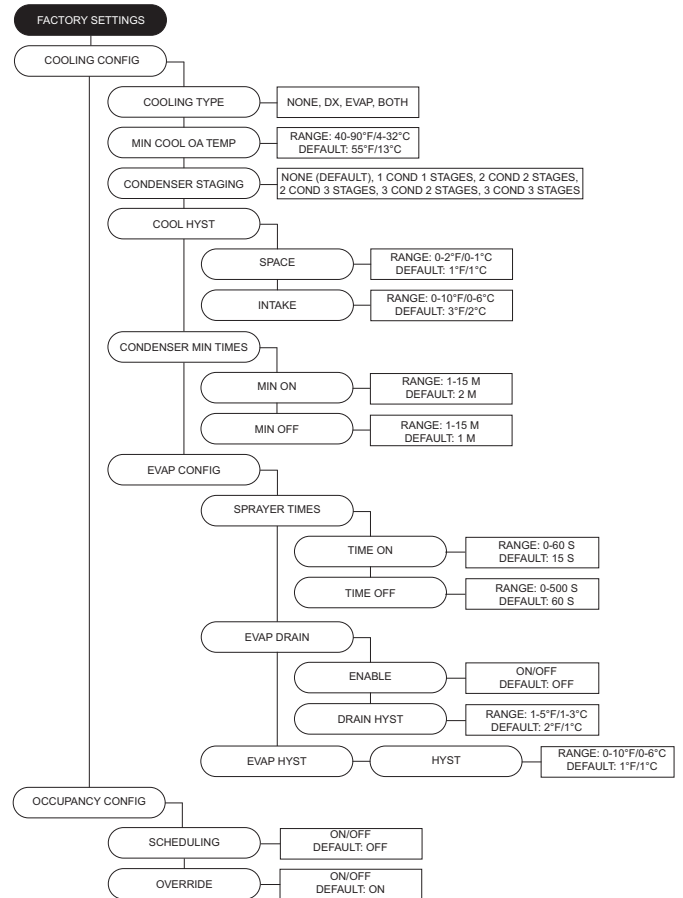 FACTORY SETTINGS
COOLING CONFIG
COOLING TYPE
NONE, DX, EVAP, BOTH
MIN COOL OA TEMP
RANGE: 40-90°F/4-32°C
DEFAULT: 55°F/13°C
CONDENSER STAGING
NONE (DEFAULT), 1 COND 1 STAGES, 2 COND 2 STAGES,
2 COND 3 STAGES, 3 COND 2 STAGES, 3 COND 3 STAGES
COOL HYST
SPACE
RANGE: 0-2°F/0-1°C
DEFAULT: 1°F/1°C
INTAKE
RANGE: 0-10°F/0-6°C
DEFAULT: 3°F/2°C
CONDENSER MIN TIMES
MIN ON
RANGE: 1-15 M
DEFAULT: 2 M
MIN OFF
RANGE: 1-15 M
DEFAULT: 1 M
EVAP CONFIG
SPRAYER TIMES
TIME ON
RANGE: 0-60 S
DEFAULT: 15 S
TIME OFF
RANGE: 0-500 S
DEFAULT: 60 S
EVAP DRAIN
ENABLE
ON/OFF
DEFAULT: OFF
DRAIN HYST
RANGE: 1-5°F/1-3°C
DEFAULT: 2°F/1°C
EVAP HYST
HYST
RANGE: 0-10°F/0-6°C
DEFAULT: 1°F/1°C
OCCUPANCY CONFIG
SCHEDULING
ON/OFF
DEFAULT: OFF
OVERRIDE
ON/OFF
DEFAULT: ON